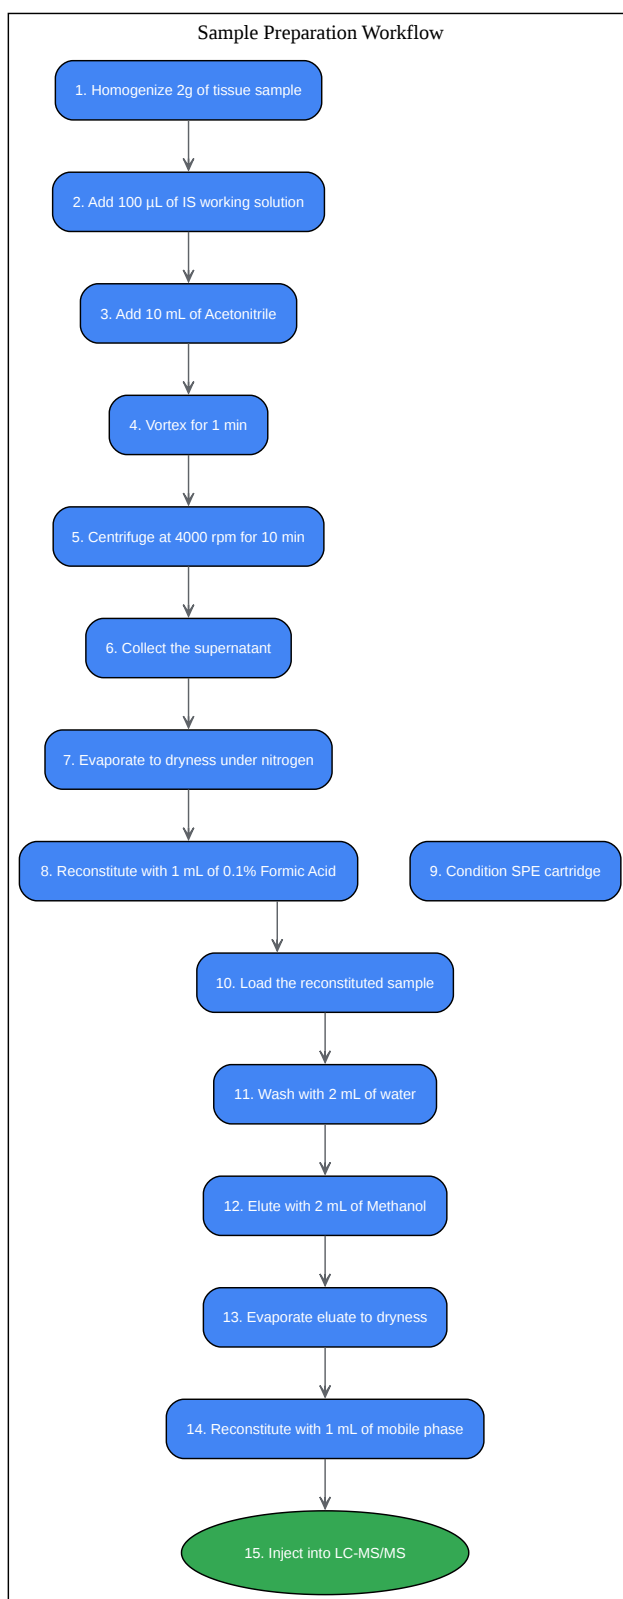 Sample Preparation Workflow
1. Homogenize 2g of tissue sample
2. Add 100 µL of IS working solution
3. Add 10 mL of Acetonitrile
4. Vortex for 1 min
5. Centrifuge at 4000 rpm for 10 min
6. Collect the supernatant
7. Evaporate to dryness under nitrogen
8. Reconstitute with 1 mL of 0.1% Formic Acid
9. Condition SPE cartridge
10. Load the reconstituted sample
11. Wash with 2 mL of water
12. Elute with 2 mL of Methanol
13. Evaporate eluate to dryness
14. Reconstitute with 1 mL of mobile phase
15. Inject into LC-MS/MS